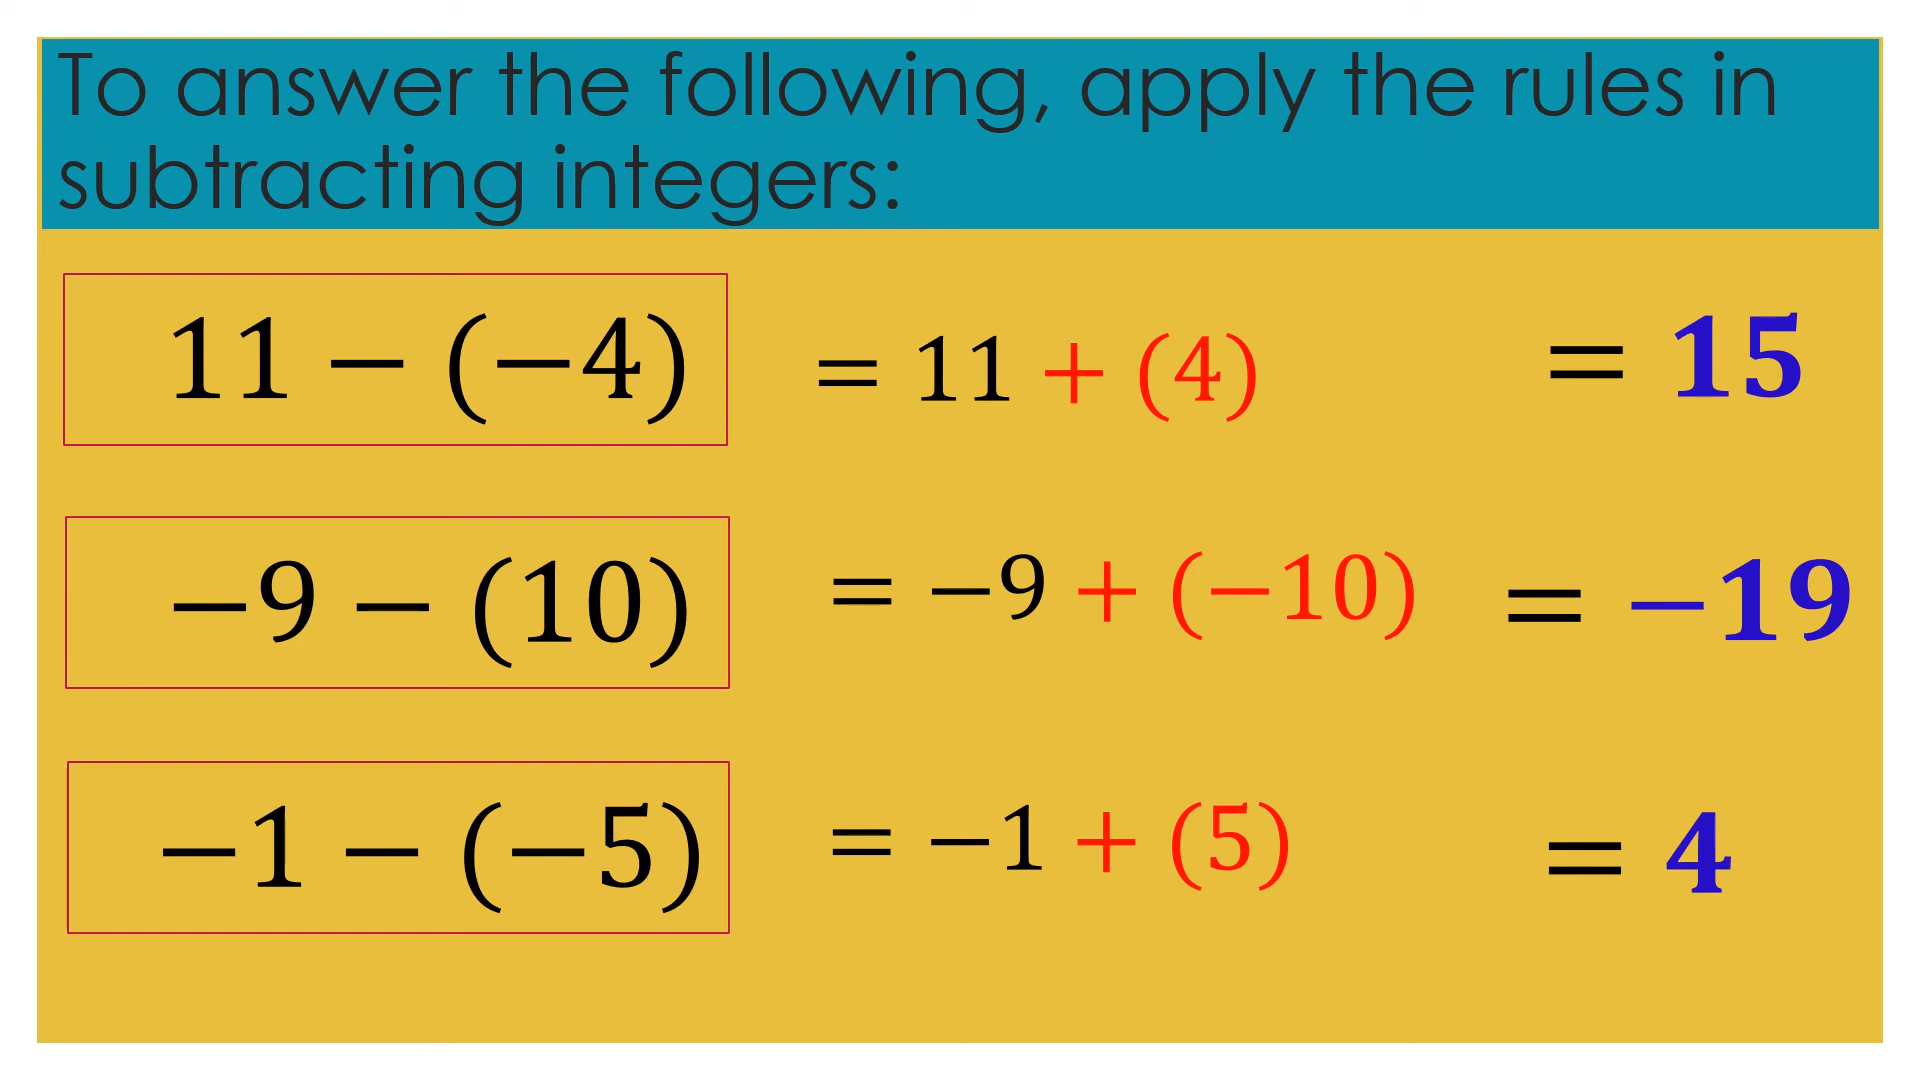 To answer the following, apply the rules in
subtracting integers:
11 − (−4) = 11 + (4) = 15
−9 − (10) = −9 + (−10) = −19
−1 − (−5) = −1 + (5) = 4